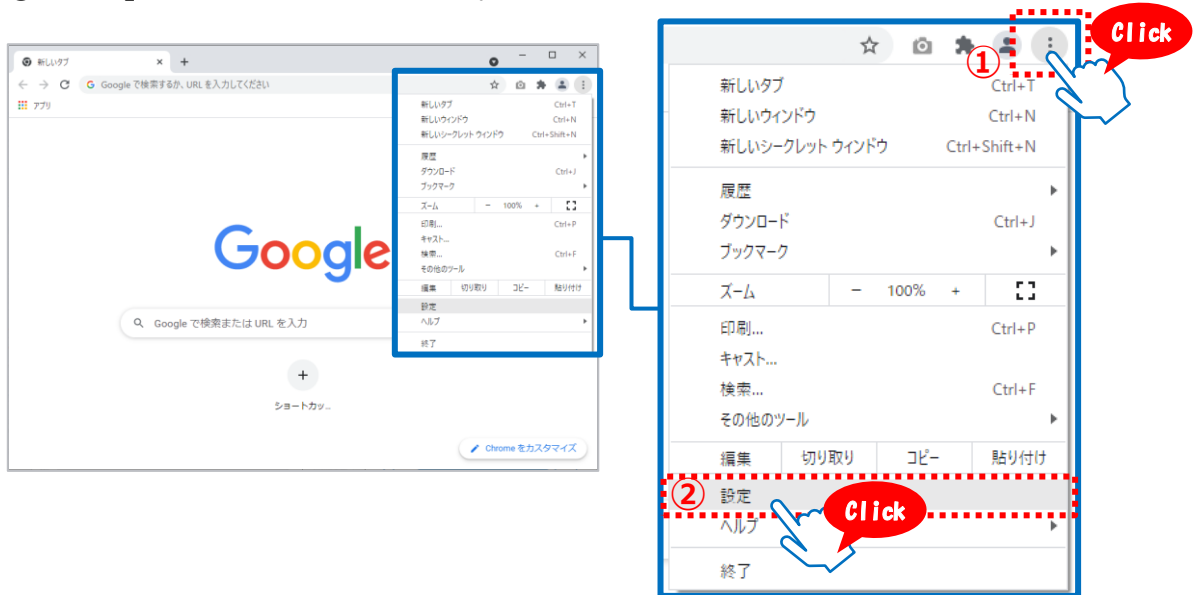 新しいタブ × +
Google で検索するか、URL を入力してください
アプリ
新しいタブ Ctrl+T
新しいウィンドウ Ctrl+N
新しいシークレット ウィンドウ Ctrl+Shift+N
履歴
ダウンロード Ctrl+J
ブックマーク
ズーム - 100% +
印刷... Ctrl+P
キャスト...
検索... Ctrl+F
その他のツール
編集 切り取り コピー 貼り付け
設定
ヘルプ
終了
Google
Google で検索または URL を入力
+
ショートカッ...
Chrome をカスタマイズ
Click
①
新しいタブ Ctrl+T
新しいウィンドウ Ctrl+N
新しいシークレット ウィンドウ Ctrl+Shift+N
履歴
ダウンロード Ctrl+J
ブックマーク
ズーム - 100% +
印刷... Ctrl+P
キャスト...
検索... Ctrl+F
その他のツール
編集 切り取り コピー 貼り付け
② 設定
Click
ヘルプ
終了